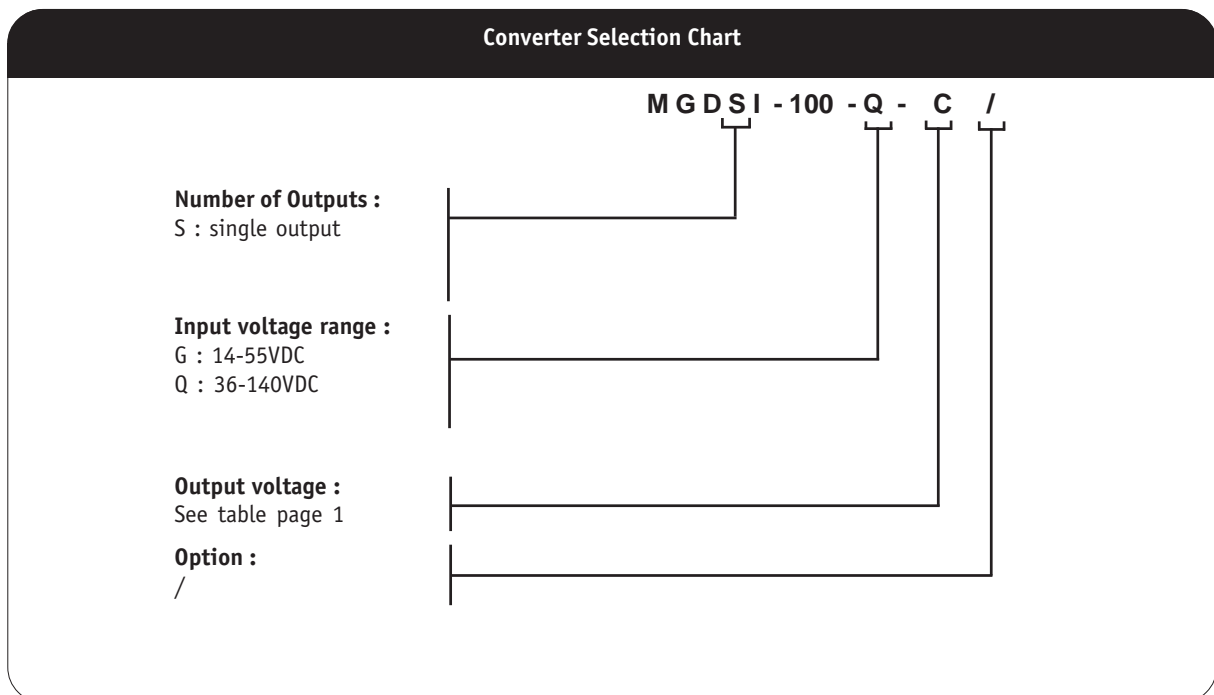 Converter Selection Chart
M G D S I - 100 - Q - C /
Number of Outputs :
S : single output
Input voltage range :
G : 14-55VDC
Q : 36-140VDC
Output voltage :
See table page 1
Option :
/